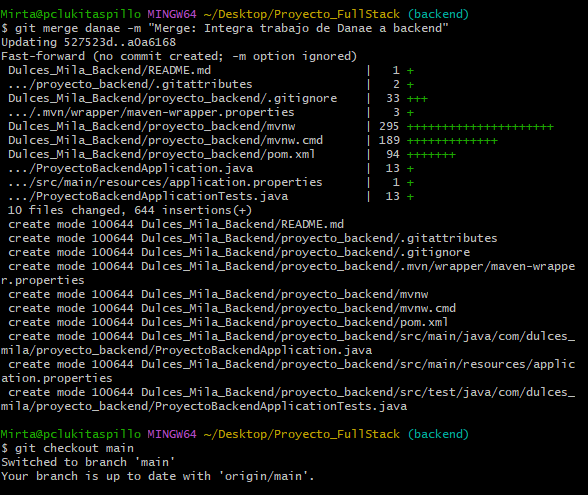 Mirta@pclukitaspillo MINGW64 ~/Desktop/Proyecto_FullStack (backend)
$ git merge danae -m "Merge: Integra trabajo de Danae a backend"
Updating 527523d..a0a6168
Fast-forward (no commit created; -m option ignored)
 Dulces_Mila_Backend/README.md                      |   1 +
 .../proyecto_backend/.gitattributes                |   2 +
 Dulces_Mila_Backend/proyecto_backend/.gitignore    |  33 +++
 .../.mvn/wrapper/maven-wrapper.properties          |   3 +
 Dulces_Mila_Backend/proyecto_backend/mvnw          | 295 +++++++++++++++++++++
 Dulces_Mila_Backend/proyecto_backend/mvnw.cmd      | 189 +++++++++++++
 Dulces_Mila_Backend/proyecto_backend/pom.xml       |  94 +++++++
 .../ProyectoBackendApplication.java                |  13 +
 .../src/main/resources/application.properties      |   1 +
 .../ProyectoBackendApplicationTests.java           |  13 +
 10 files changed, 644 insertions(+)
 create mode 100644 Dulces_Mila_Backend/README.md
 create mode 100644 Dulces_Mila_Backend/proyecto_backend/.gitattributes
 create mode 100644 Dulces_Mila_Backend/proyecto_backend/.gitignore
 create mode 100644 Dulces_Mila_Backend/proyecto_backend/.mvn/wrapper/maven-wrappe
r.properties
 create mode 100644 Dulces_Mila_Backend/proyecto_backend/mvnw
 create mode 100644 Dulces_Mila_Backend/proyecto_backend/mvnw.cmd
 create mode 100644 Dulces_Mila_Backend/proyecto_backend/pom.xml
 create mode 100644 Dulces_Mila_Backend/proyecto_backend/src/main/java/com/dulces_
mila/proyecto_backend/ProyectoBackendApplication.java
 create mode 100644 Dulces_Mila_Backend/proyecto_backend/src/main/resources/applic
ation.properties
 create mode 100644 Dulces_Mila_Backend/proyecto_backend/src/test/java/com/dulces_
mila/proyecto_backend/ProyectoBackendApplicationTests.java
Mirta@pclukitaspillo MINGW64 ~/Desktop/Proyecto_FullStack (backend)
$ git checkout main
Switched to branch 'main'
Your branch is up to date with 'origin/main'.